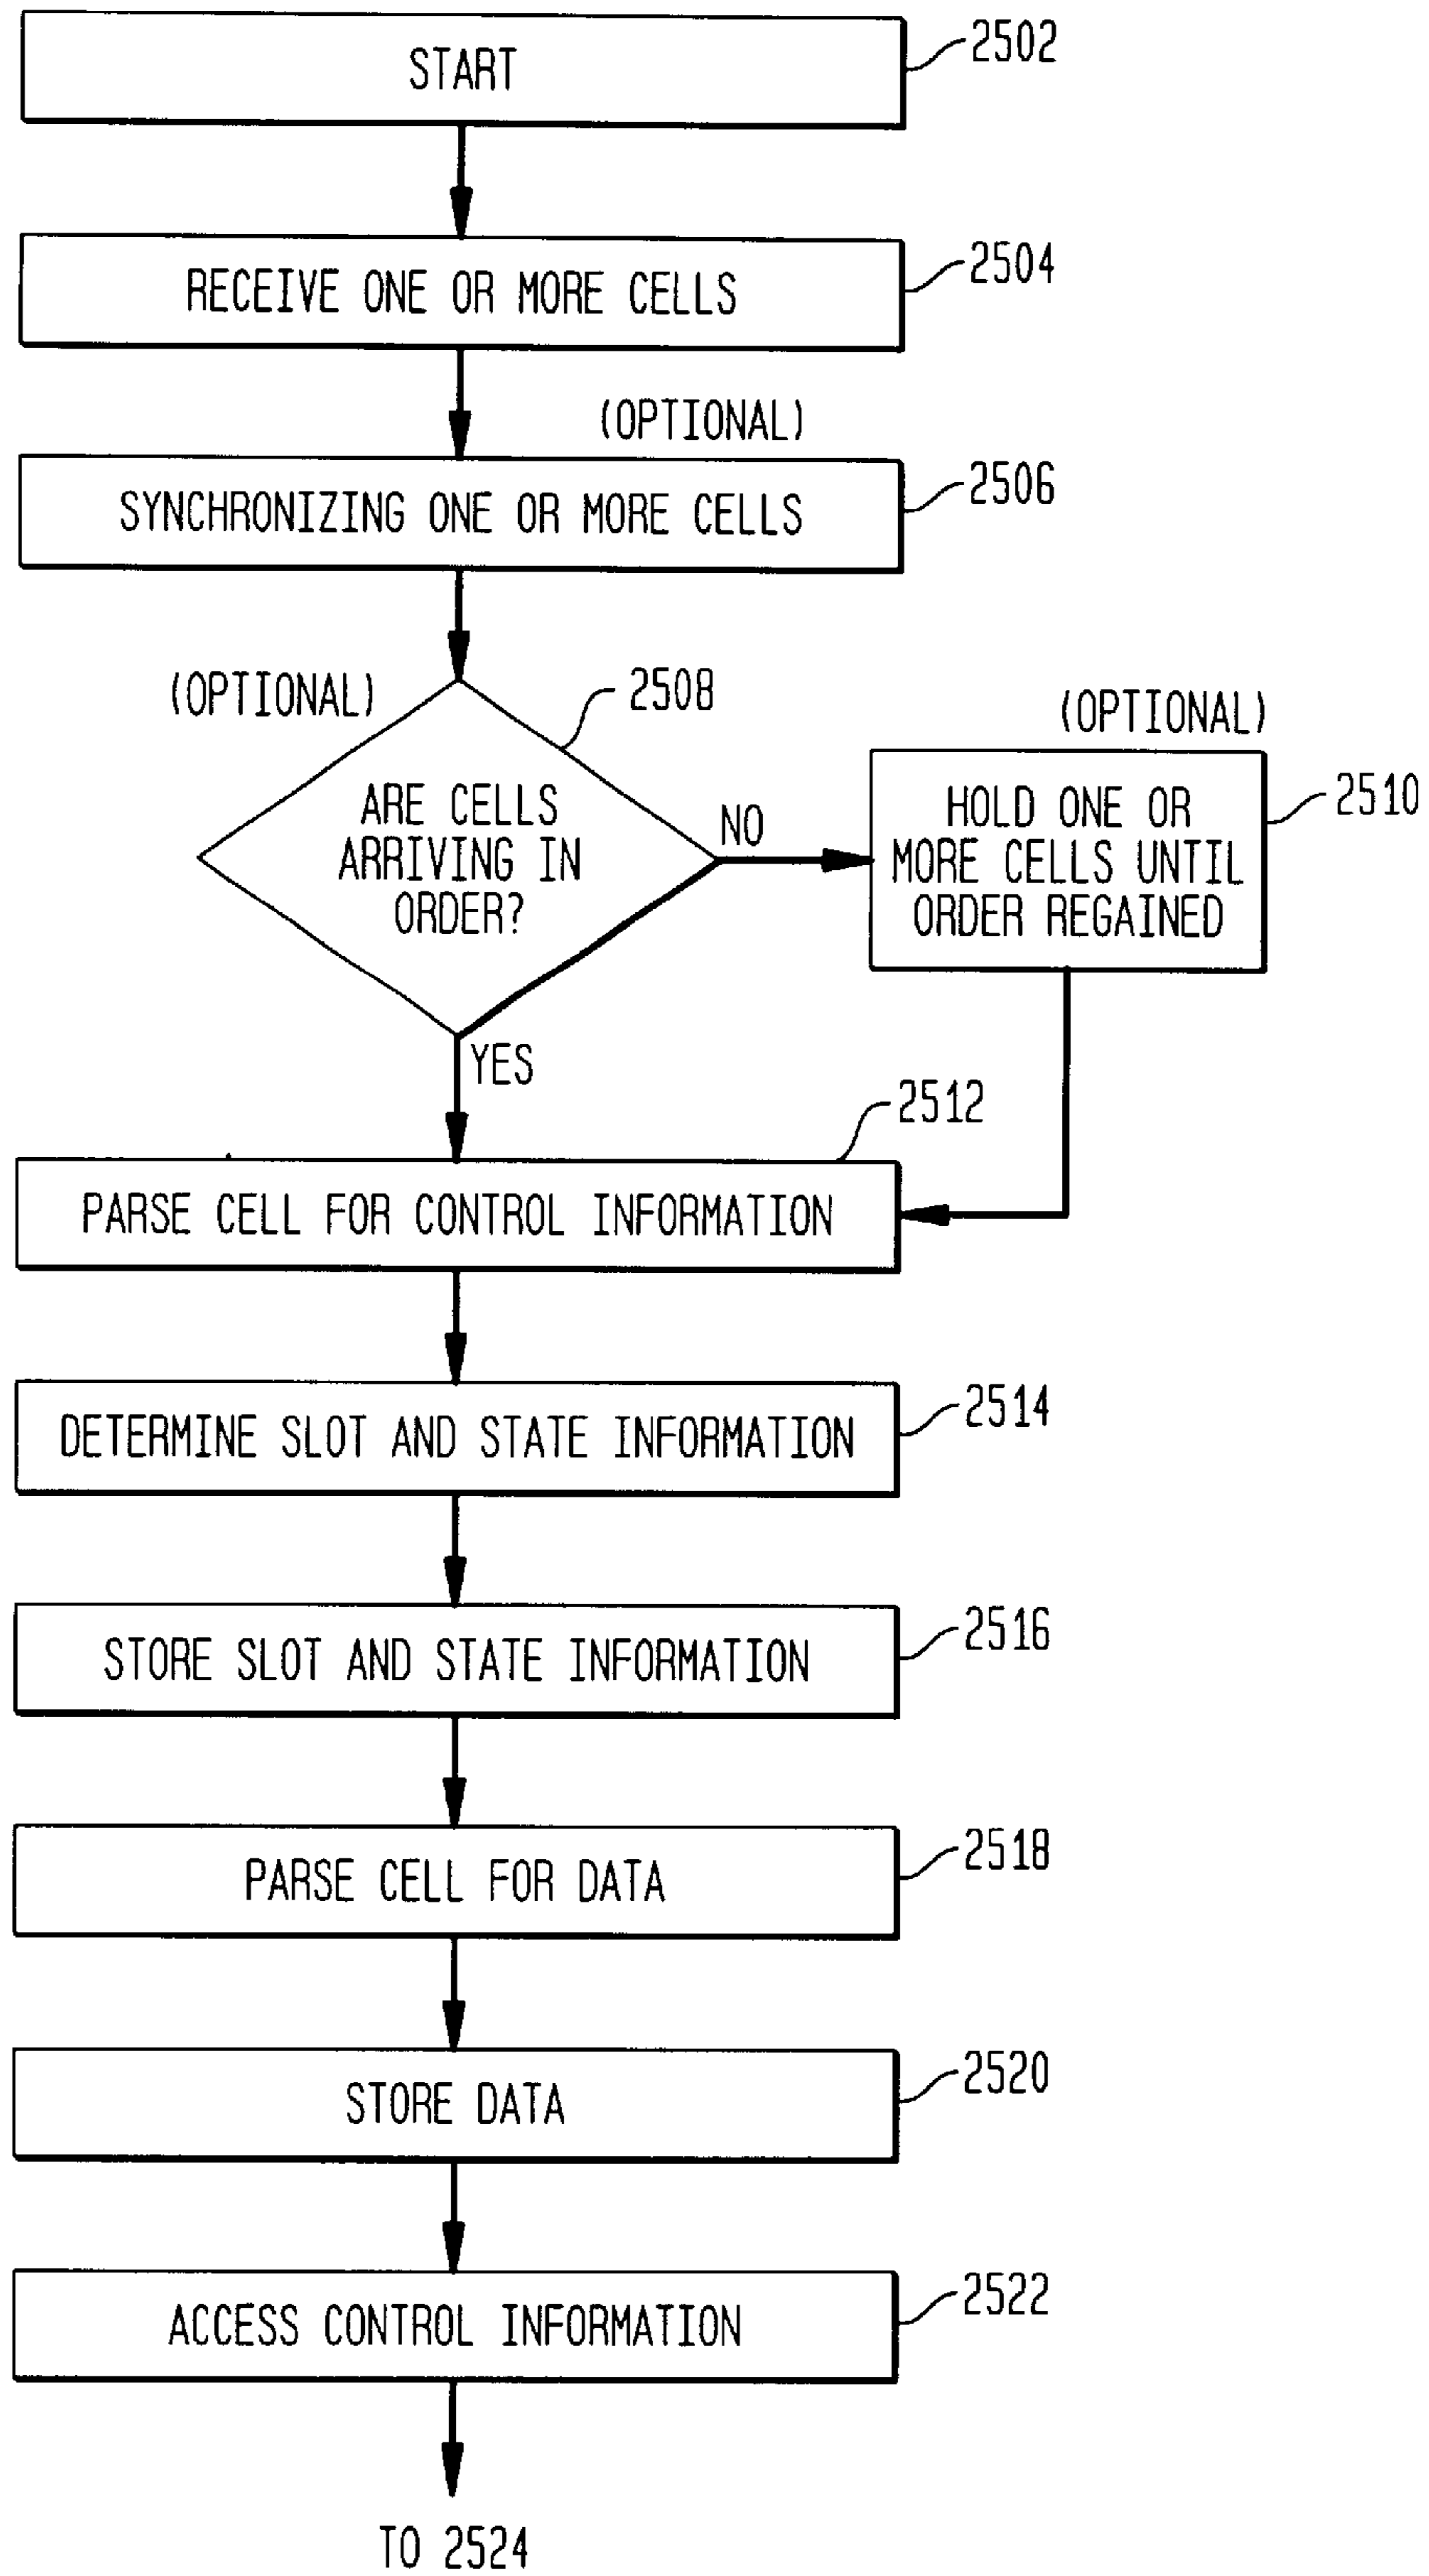 START
2502
RECEIVE ONE OR MORE CELLS
2504
(OPTIONAL)
SYNCHRONIZING ONE OR MORE CELLS
2506
(OPTIONAL)
2508
ARE CELLS
ARRIVING IN
ORDER?
NO
YES
(OPTIONAL)
HOLD ONE OR
MORE CELLS UNTIL
ORDER REGAINED
2510
2512
PARSE CELL FOR CONTROL INFORMATION
DETERMINE SLOT AND STATE INFORMATION
2514
STORE SLOT AND STATE INFORMATION
2516
PARSE CELL FOR DATA
2518
STORE DATA
2520
ACCESS CONTROL INFORMATION
2522
TO 2524